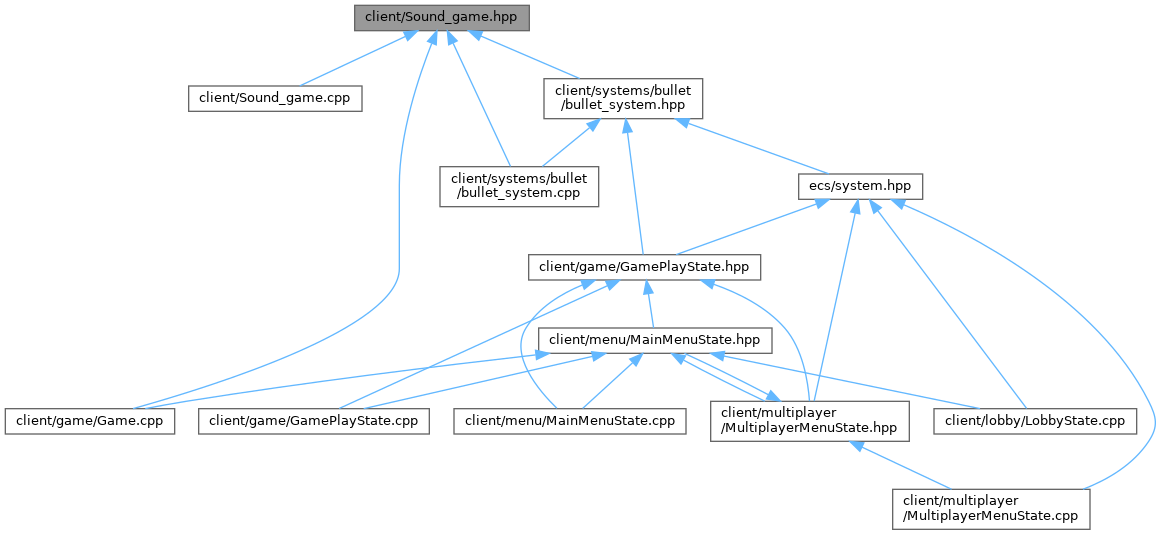 client/Sound_game.hpp
client/Sound_game.cpp
client/systems/bullet
/bullet_system.hpp
client/systems/bullet
/bullet_system.cpp
ecs/system.hpp
client/game/GamePlayState.hpp
client/menu/MainMenuState.hpp
client/game/Game.cpp
client/game/GamePlayState.cpp
client/menu/MainMenuState.cpp
client/multiplayer
/MultiplayerMenuState.hpp
client/lobby/LobbyState.cpp
client/multiplayer
/MultiplayerMenuState.cpp